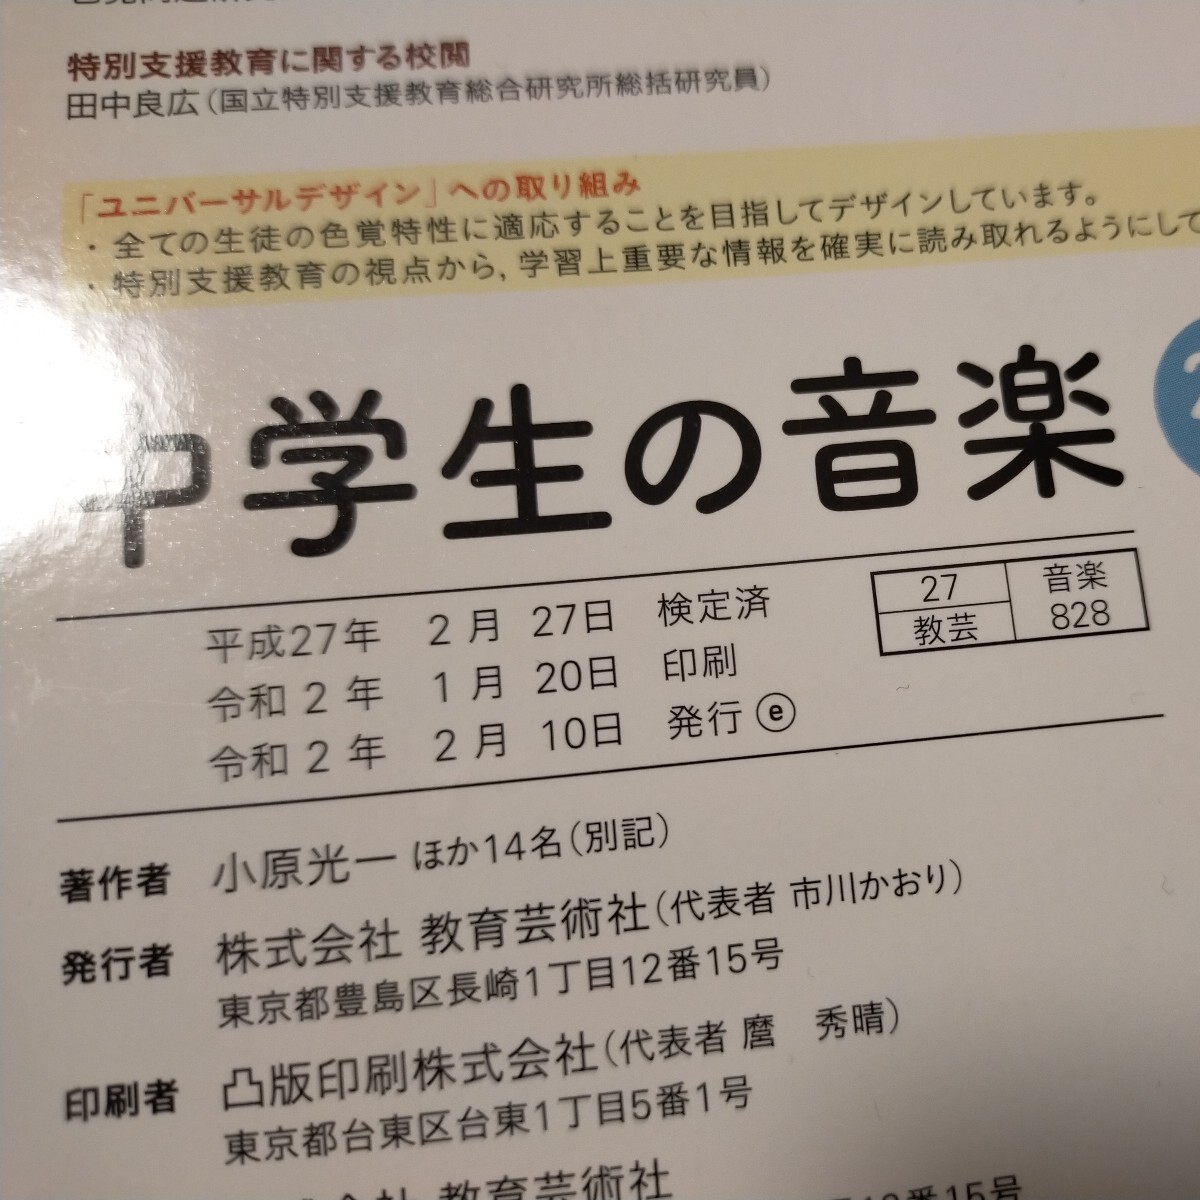 特別支援教育に関する校閲
田中良広(国立特別支援教育総合研究所総括研究員)
「ユニバーサルデザイン」への取り組み
・全ての生徒の色覚特性に適応することを目指してデザインしています。
・特別支援教育の視点から,学習上重要な情報を確実に読み取れるようにして
中学生の音楽
平成27年 2月 27日 検定済
令和2年 1月 20日 印刷
令和2年 2月 10日 発行 ⓔ
27 音楽
教芸 828
著作者 小原光一 ほか14名(別記)
発行者 株式会社 教育芸術社(代表者 市川かおり)
東京都豊島区長崎1丁目12番15号
印刷者 凸版印刷株式会社(代表者 麿 秀晴)
東京都台東区台東1丁目5番1号
教育芸術社